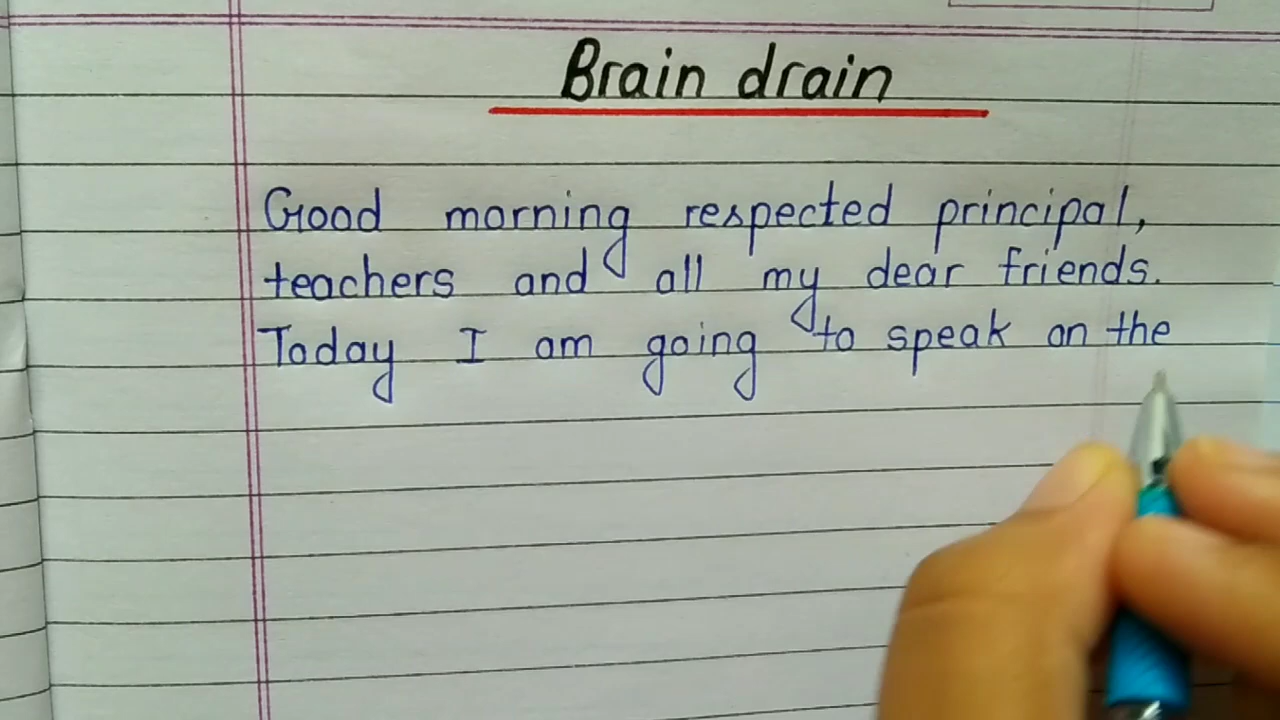 Brain drain
Good morning respected principal,
teachers and all my dear friends.
Today I am going to speak on the